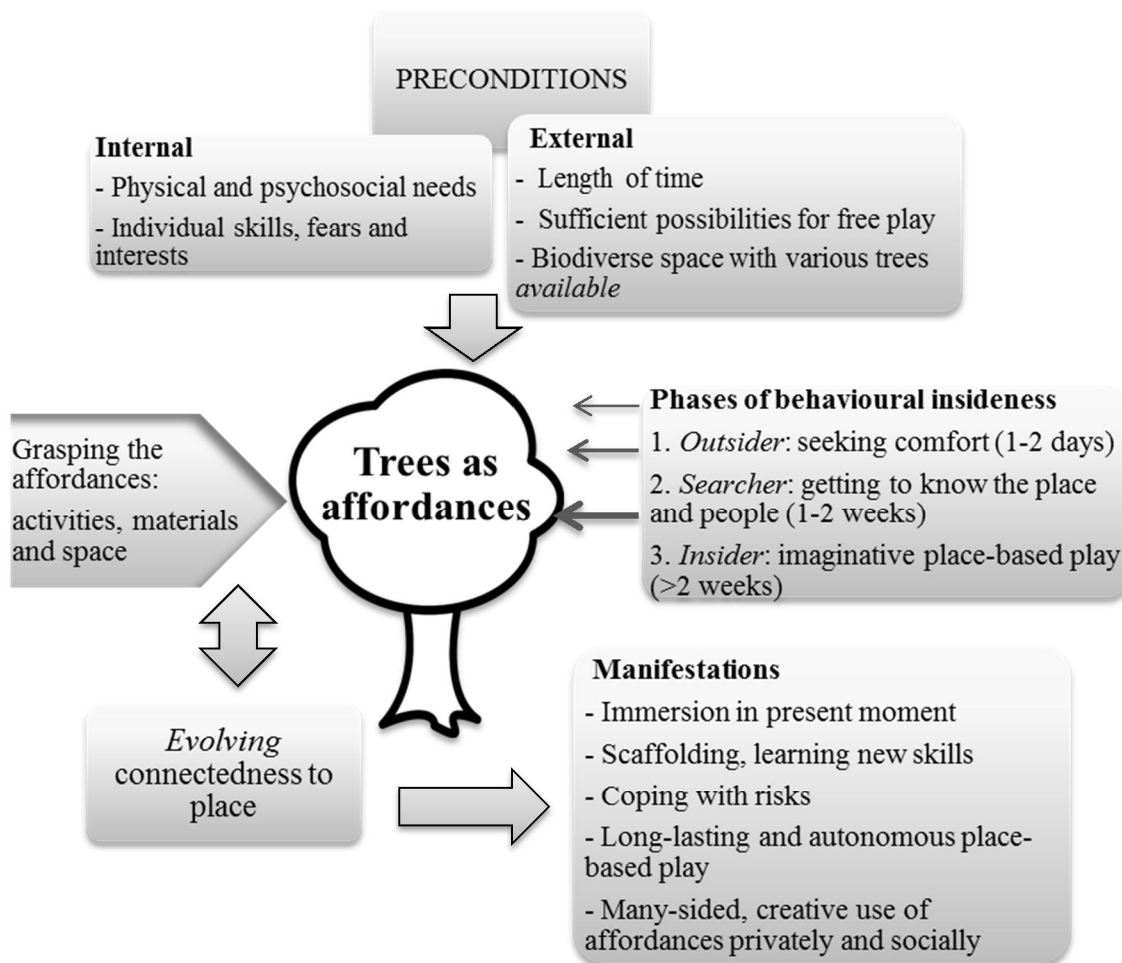 PRECONDITIONS
Internal
- Physical and psychosocial needs
- Individual skills, fears and
interests
External
- Length of time
- Sufficient possibilities for free play
- Biodiverse space with various trees
available
Grasping the
affordances:
activities, materials
and space
Trees as
affordances
Phases of behavioural insideness
1. Outsider: seeking comfort (1-2 days)
2. Searcher: getting to know the place
and people (1-2 weeks)
3. Insider: imaginative place-based play
(>2 weeks)
Evolving
connectedness to
place
Manifestations
- Immersion in present moment
- Scaffolding, learning new skills
- Coping with risks
- Long-lasting and autonomous place-
based play
- Many-sided, creative use of
affordances privately and socially